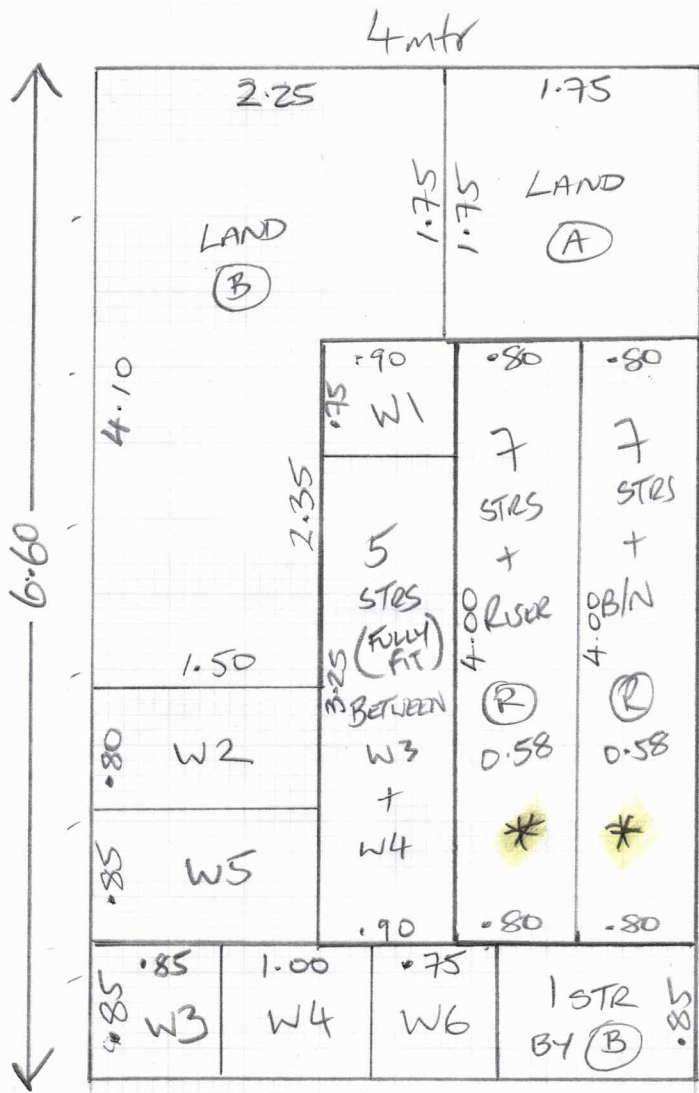 4mtr
2.25
1.75
LAND
B
1.75
1.75
LAND
A
6.60
4.10
.90
.75
W1
.80
7
STRS
+
RISER
4.00
R
0.58
*
.80
.80
7
STRS
+
B/N
4.00
R
0.58
*
.80
2.35
5
STRS
(FULLY
FIT)
3.25
BETWEEN
W3
+
W4
.90
1.50
.80
W2
.85
W5
.85
.85
W3
1.00
W4
.75
W6
1 STR
BY B
.85